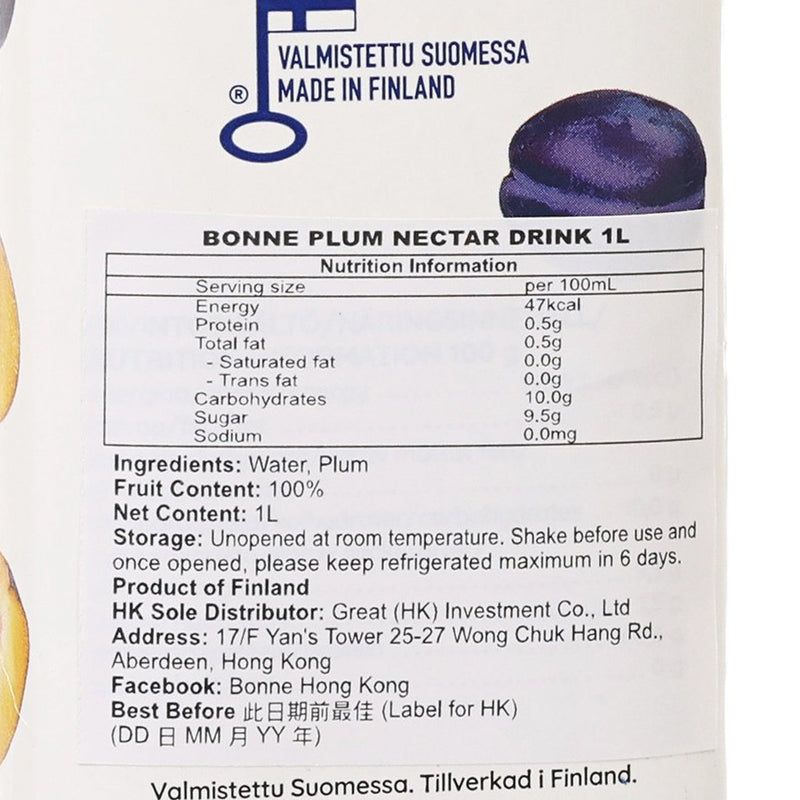 VALMISTETTU SUOMESSA
® MADE IN FINLAND
BONNE PLUM NECTAR DRINK 1L
Nutrition Information
Serving size per 100mL
Energy 47kcal
Protein 0.5g
Total fat 0.5g
- Saturated fat 0.0g
- Trans fat 0.0g
Carbohydrates 10.0g
Sugar 9.5g
Sodium 0.0mg
Ingredients: Water, Plum
Fruit Content: 100%
Net Content: 1L
Storage: Unopened at room temperature. Shake before use and
once opened, please keep refrigerated maximum in 6 days.
Product of Finland
HK Sole Distributor: Great (HK) Investment Co., Ltd
Address: 17/F Yan's Tower 25-27 Wong Chuk Hang Rd.,
Aberdeen, Hong Kong
Facebook: Bonne Hong Kong
Best Before 此日期前最佳 (Label for HK)
(DD 日 MM 月 YY 年)
Valmistettu Suomessa. Tillverkad i Finland.